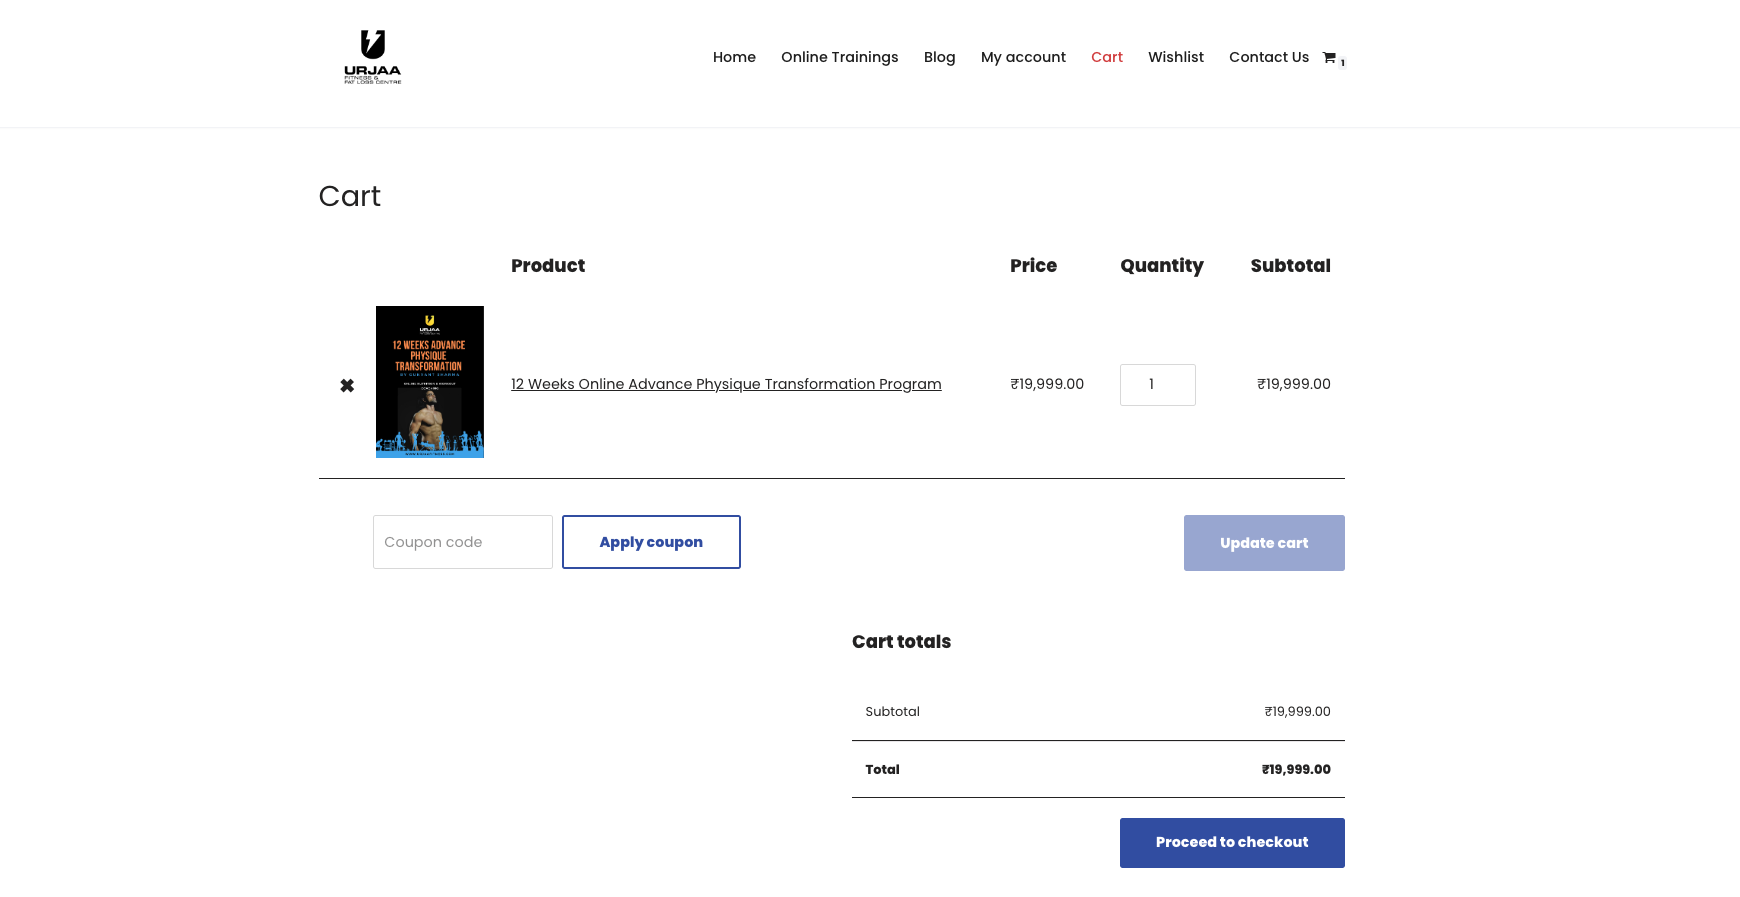 URJAA
FITNESS &
FAT LOSS CENTRE
Home Online Trainings Blog My account Cart Wishlist Contact Us 1
Cart
Product Price Quantity Subtotal
URJAA
12 WEEKS ADVANCE
PHYSIQUE
TRANSFORMATION
✖ 12 Weeks Online Advance Physique Transformation Program ₹19,999.00 1 ₹19,999.00
Coupon code Apply coupon Update cart
Cart totals
Subtotal ₹19,999.00
Total ₹19,999.00
Proceed to checkout